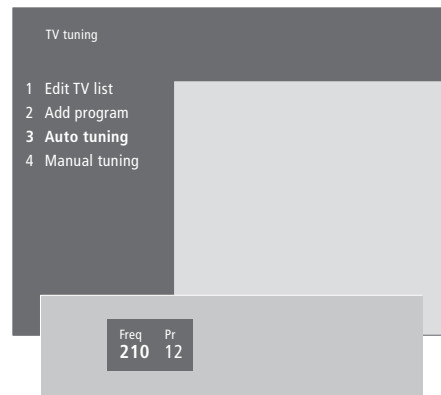 TV tuning
1 Edit TV list
2 Add program
3 Auto tuning
4 Manual tuning
Freq Pr
210 12